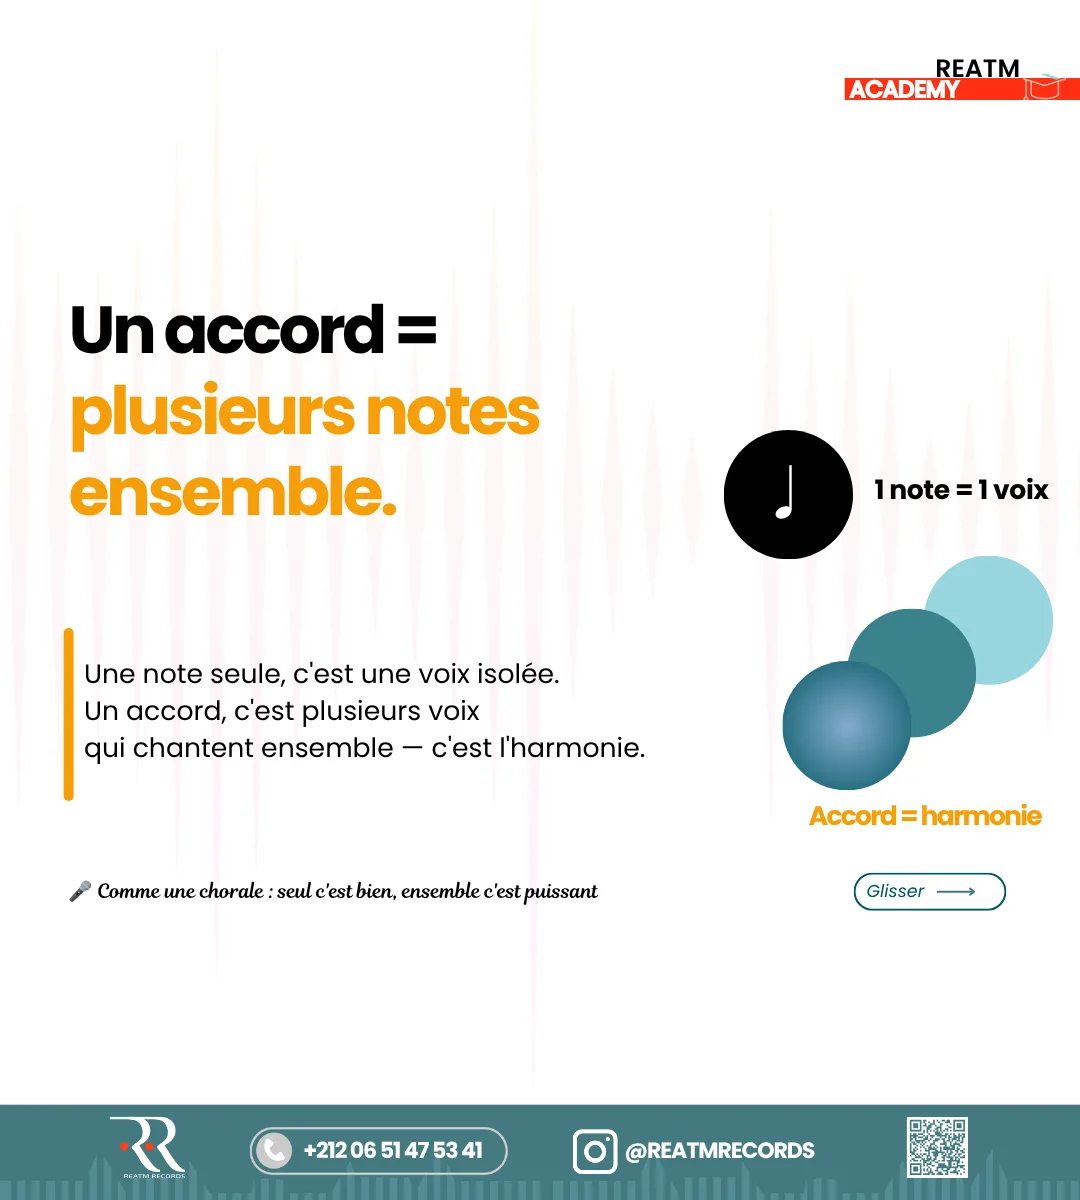 REATM
ACADEMY
Un accord =
plusieurs notes
ensemble.
1 note = 1 voix
Une note seule, c'est une voix isolée.
Un accord, c'est plusieurs voix
qui chantent ensemble — c'est l'harmonie.
Accord = harmonie
🎤 Comme une chorale : seul c'est bien, ensemble c'est puissant
Glisser
REATM RECORDS
+212 06 51 47 53 41
@REATMRECORDS